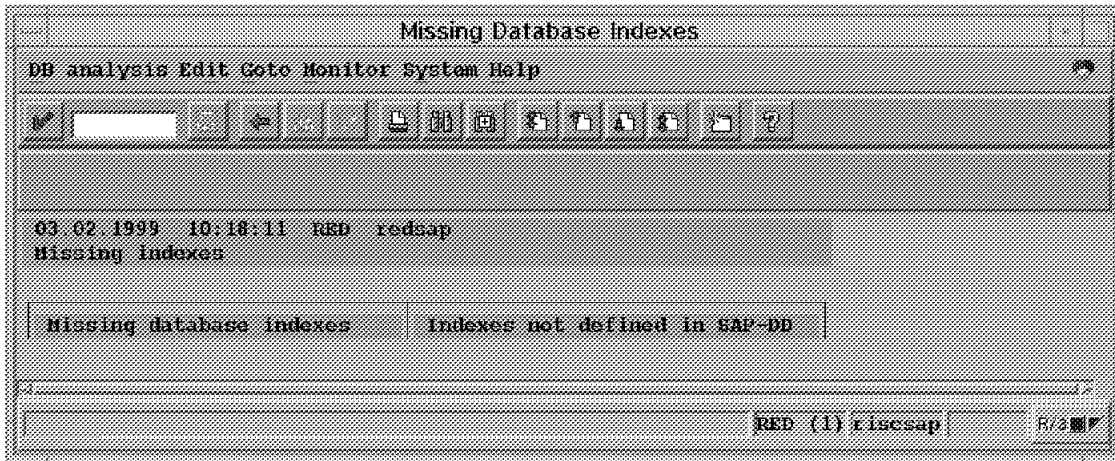 Missing Database Indexes
DB analysis Edit Goto Monitor System Help
03.02.1999 10:18:11 RED redsap
Missing indexes
Missing database indexes Indexes not defined in SAP-DD
RED (1) riscsap R/3